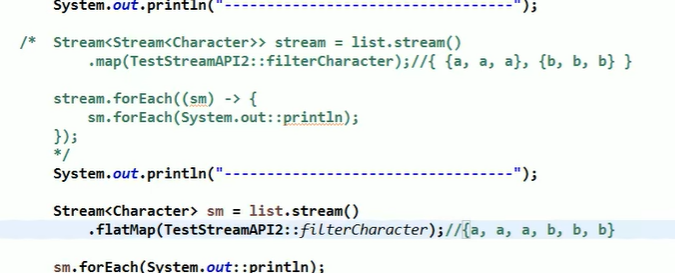 System.out.println("-----------------------------------");
/*  Stream<Stream<Character>> stream = list.stream()
.map(TestStreamAPI2::filterCharacter);//{ {a, a, a}, {b, b, b} }
stream.forEach((sm) -> {
sm.forEach(System.out::println);
});
*/
System.out.println("-----------------------------------");
Stream<Character> sm = list.stream()
.flatMap(TestStreamAPI2::filterCharacter);//{a, a, a, b, b, b}
sm.forEach(System.out::println);